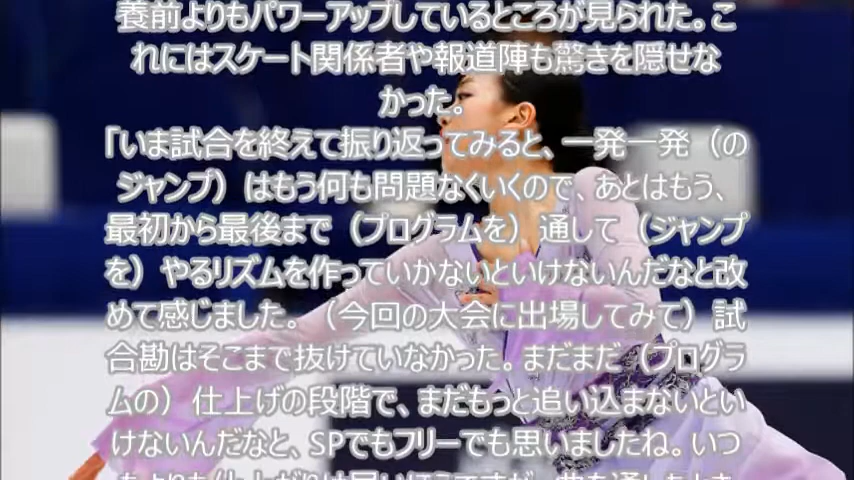 養前よりもパワーアップしているところが見られた。こ
れにはスケート関係者や報道陣も驚きを隠せな
かった。
「いま試合を終えて振り返ってみると、一発一発（の
ジャンプ）はもう何も問題なくいくので、あとはもう、
最初から最後まで（プログラムを）通して（ジャンプ
を）やるリズムを作っていかないといけないんだなと改
めて感じました。（今回の大会に出場してみて）試
合勘はそこまで抜けていなかった。まだまだ（プログラ
ムの）仕上げの段階で、まだもっと追い込まないとい
けないんだなと、SPでもフリーでも思いましたね。いつ